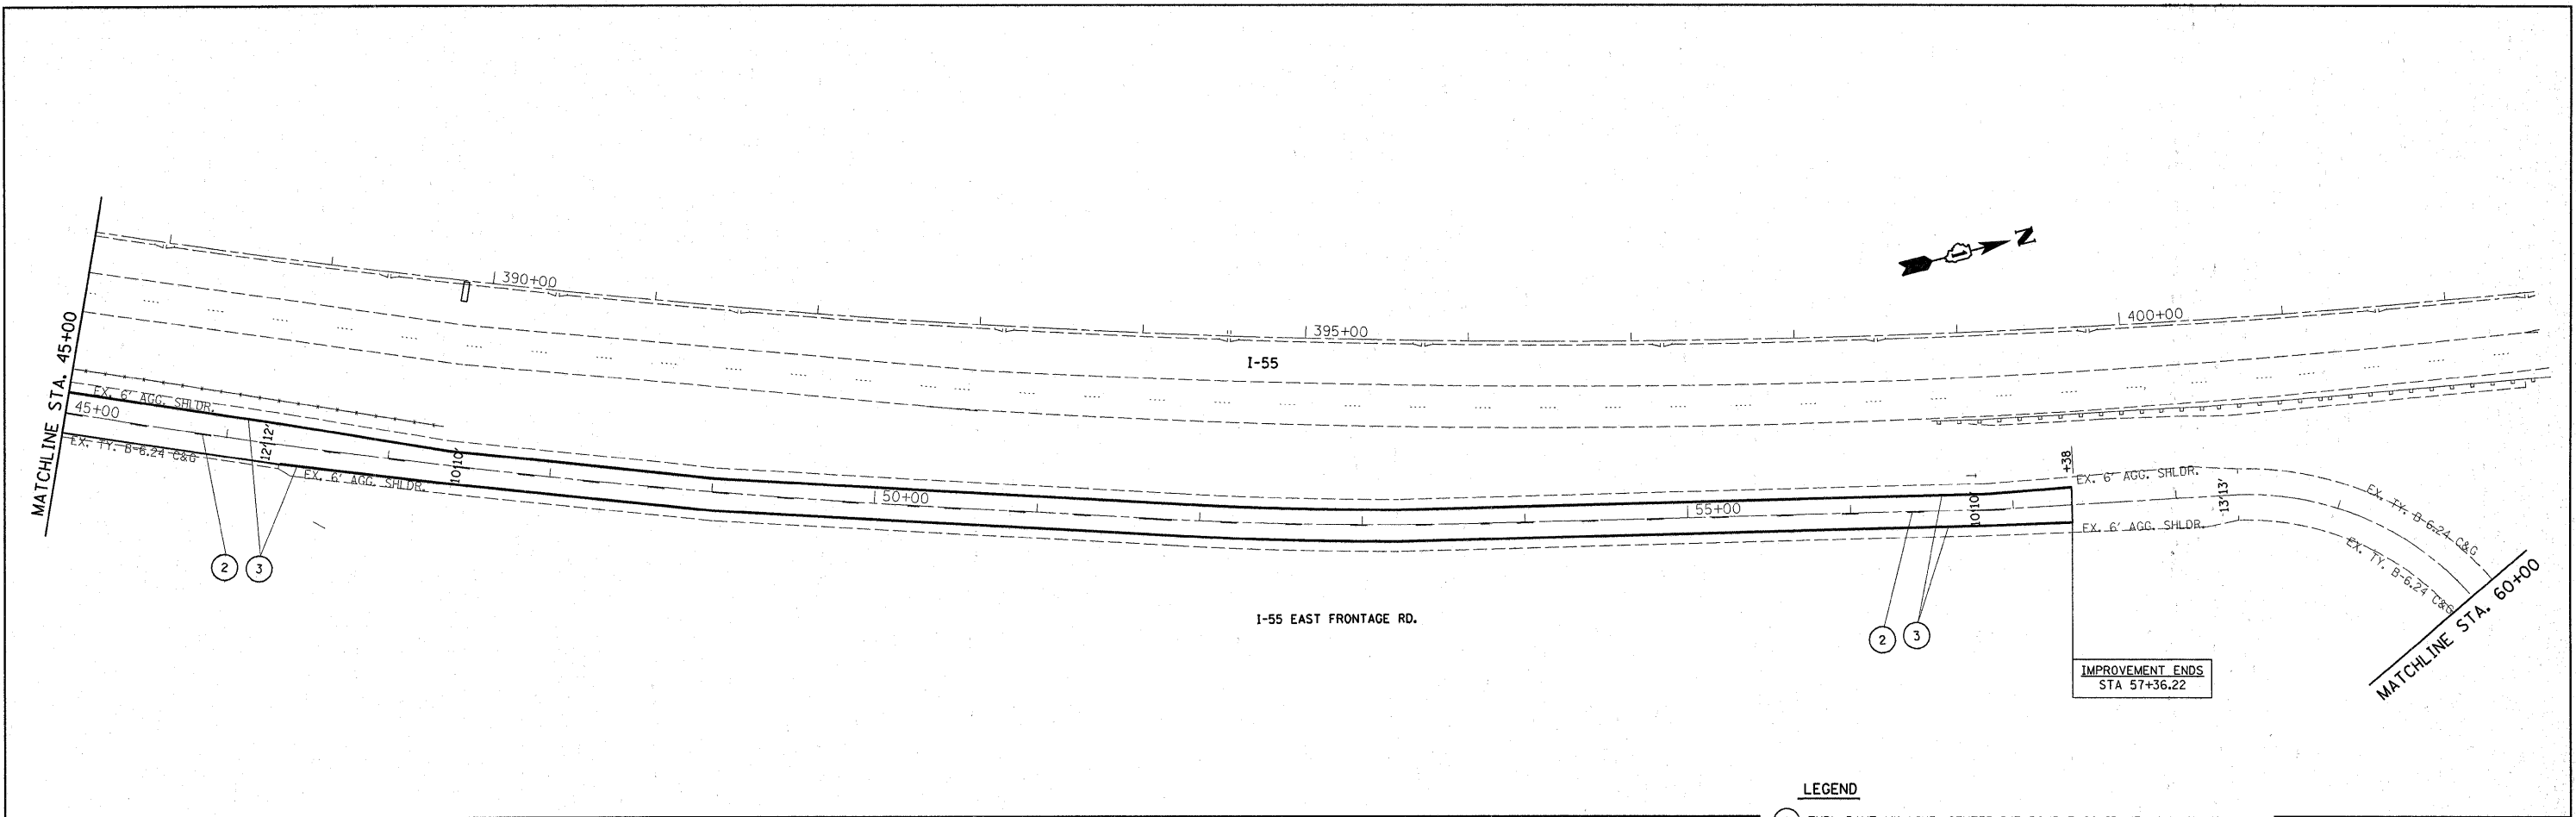 N
390+00
395+00
400+00
I-55
MATCHLINE STA. 45+00
EX. 6' AGG. SHLDR.
45+00
12' 12'
EX. TY. B-6.24 C&G
EX. 6' AGG. SHLDR.
10' 10'
50+00
55+00
10' 10'
+38
EX. 6' AGG. SHLDR.
EX. 6' AGG. SHLDR.
13' 13'
EX. TY. B-6.24 C&G
EX. TY. B-6.24 C&G
MATCHLINE STA. 60+00
2
3
2
3
I-55 EAST FRONTAGE RD.
IMPROVEMENT ENDS
STA 57+36.22
LEGEND